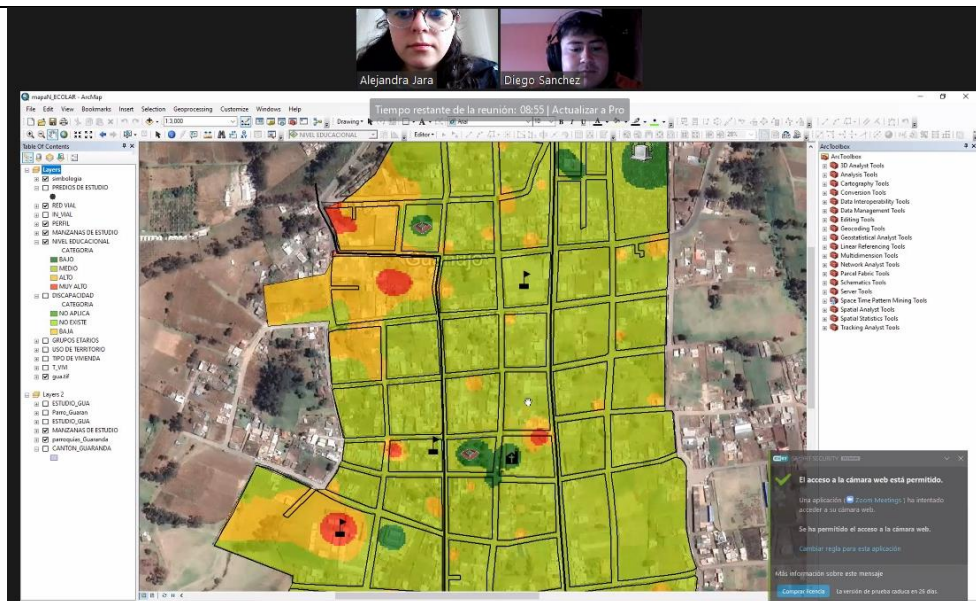 Alejandra Jara
Diego Sanchez
mapaN_ECOLAR - ArcMap
File Edit View Bookmarks Insert Selection Geoprocessing Customize Windows Help
Tiempo restante de la reunión: 08:55 | Actualizar a Pro
1:3.000
Drawing
NIVEL EDUCACIONAL
Editor
Table Of Contents
Layers
simbologia
PREDIOS DE ESTUDIO
RED VIAL
IN_VIAL
PERFIL
MANZANAS DE ESTUDIO
NIVEL EDUCACIONAL
CATEGORIA
BAJO
MEDIO
ALTO
MUY ALTO
DISCAPACIDAD
CATEGORIA
NO APLICA
NO EXISTE
BAJA
GRUPOS ETARIOS
USO DE TERRITORIO
TIPO DE VIVIENDA
T_VIVI
gua.tif
Layers 2
ESTUDIO_GUA
Parro_Guaran
ESTUDIO_GUA
MANZANAS DE ESTUDIO
parroquias_Guaranda
CANTON_GUARANDA
ArcToolbox
ArcToolbox
3D Analyst Tools
Analysis Tools
Cartography Tools
Conversion Tools
Data Interoperability Tools
Data Management Tools
Editing Tools
Geocoding Tools
Geostatistical Analyst Tools
Linear Referencing Tools
Multidimension Tools
Network Analyst Tools
Parcel Fabric Tools
Schematics Tools
Server Tools
Space Time Pattern Mining Tools
Spatial Analyst Tools
Spatial Statistics Tools
Tracking Analyst Tools
El acceso a la cámara web está permitido.
Una aplicación ( Zoom Meetings ) ha intentado
acceder a su cámara web.
Se ha permitido el acceso a la cámara web.
Cambiar regla para esta aplicación
Más información sobre este mensaje
Comprar licencia
La versión de prueba caduca en 26 días.